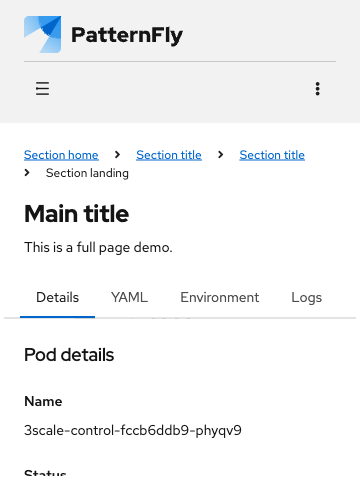 PatternFly
Section home > Section title > Section title
> Section landing
Main title
This is a full page demo.
Details YAML Environment Logs
Pod details
Name
3scale-control-fccb6ddb9-phyqv9
Status